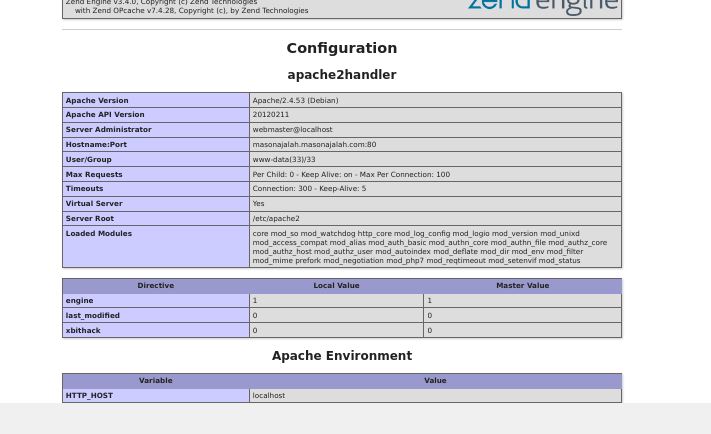 Zend Engine v3.4.0, Copyright (c) Zend Technologies
with Zend OPcache v7.4.28, Copyright (c), by Zend Technologies
zend engine
Configuration
apache2handler
Apache Version Apache/2.4.53 (Debian)
Apache API Version 20120211
Server Administrator webmaster@localhost
Hostname:Port masonajalah.masonajalah.com:80
User/Group www-data(33)/33
Max Requests Per Child: 0 - Keep Alive: on - Max Per Connection: 100
Timeouts Connection: 300 - Keep-Alive: 5
Virtual Server Yes
Server Root /etc/apache2
Loaded Modules core mod_so mod_watchdog http_core mod_log_config mod_logio mod_version mod_unixd
mod_access_compat mod_alias mod_auth_basic mod_authn_core mod_authn_file mod_authz_core
mod_authz_host mod_authz_user mod_autoindex mod_deflate mod_dir mod_env mod_filter
mod_mime prefork mod_negotiation mod_php7 mod_reqtimeout mod_setenvif mod_status
Directive Local Value Master Value
engine 1 1
last_modified 0 0
xbithack 0 0
Apache Environment
Variable Value
HTTP_HOST localhost